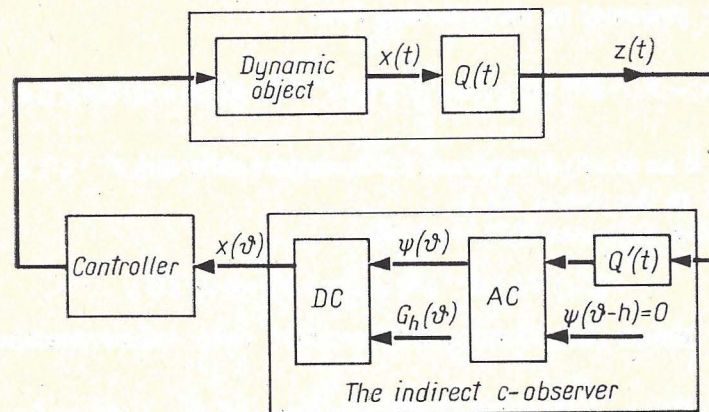 Dynamic
object
x(t)
Q(t)
z(t)
Controller
x(ϑ)
DC
ψ(ϑ)
G_h(ϑ)
AC
Q'(t)
ψ(ϑ-h)=0
The indirect c-observer